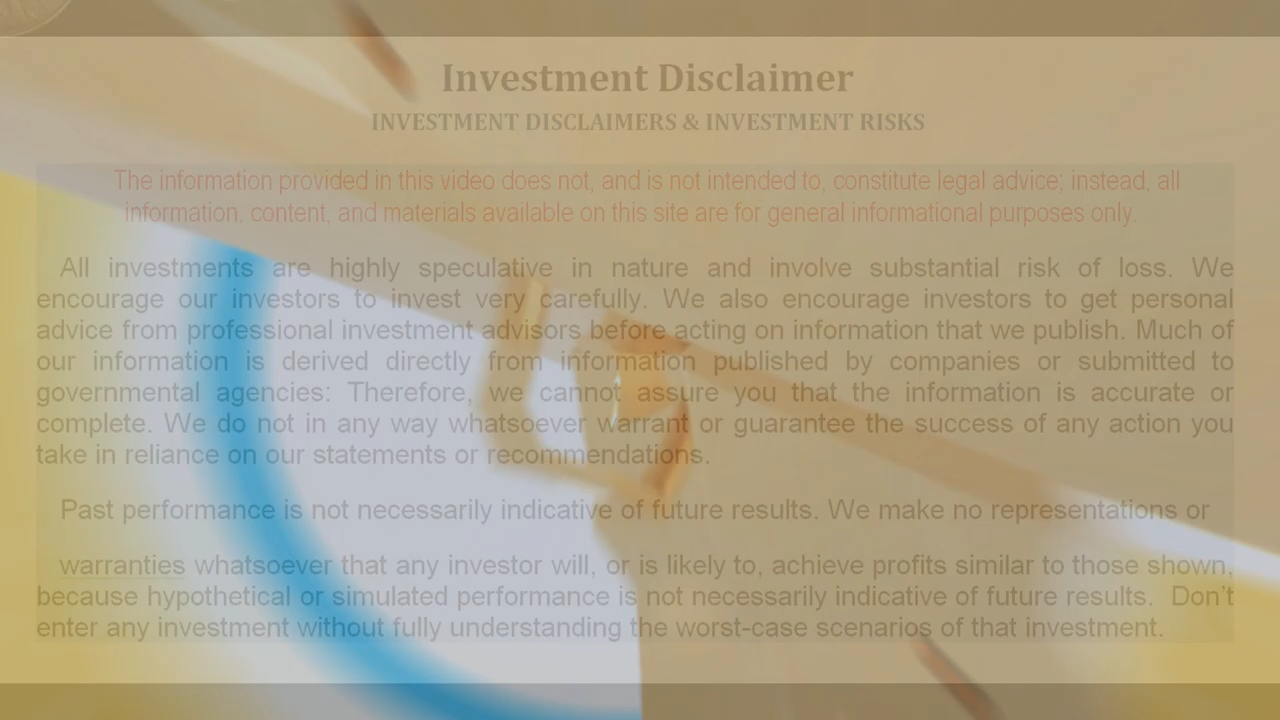 Investment Disclaimer
INVESTMENT DISCLAIMERS & INVESTMENT RISKS
The information provided in this video does not, and is not intended to, constitute legal advice; instead, all
information, content, and materials available on this site are for general informational purposes only.
All investments are highly speculative in nature and involve substantial risk of loss. We
encourage our investors to invest very carefully. We also encourage investors to get personal
advice from professional investment advisors before acting on information that we publish. Much of
our information is derived directly from information published by companies or submitted to
governmental agencies: Therefore, we cannot assure you that the information is accurate or
complete. We do not in any way whatsoever warrant or guarantee the success of any action you
take in reliance on our statements or recommendations.
Past performance is not necessarily indicative of future results. We make no representations or
warranties whatsoever that any investor will, or is likely to, achieve profits similar to those shown,
because hypothetical or simulated performance is not necessarily indicative of future results. Don't
enter any investment without fully understanding the worst-case scenarios of that investment.